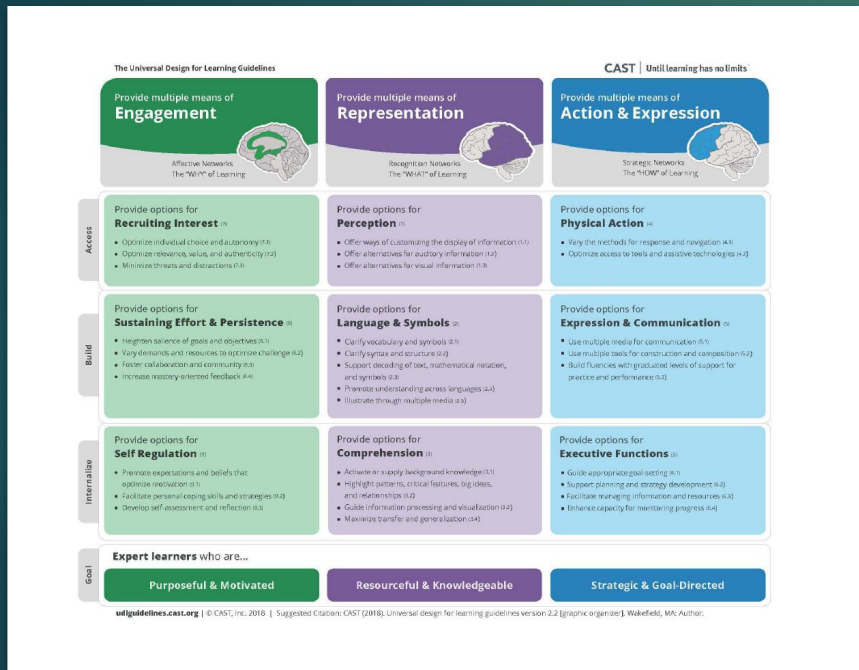 The Universal Design for Learning Guidelines
CAST | Until learning has no limits
Provide multiple means of
Engagement
Affective Networks
The "WHY" of Learning
Provide multiple means of
Representation
Recognition Networks
The "WHAT" of Learning
Provide multiple means of
Action & Expression
Strategic Networks
The "HOW" of Learning
Access
Provide options for
Recruiting Interest (7)
• Optimize individual choice and autonomy (7.1)
• Optimize relevance, value, and authenticity (7.2)
• Minimize threats and distractions (7.3)
Provide options for
Perception (1)
• Offer ways of customizing the display of information (1.1)
• Offer alternatives for auditory information (1.2)
• Offer alternatives for visual information (1.3)
Provide options for
Physical Action (4)
• Vary the methods for response and navigation (4.1)
• Optimize access to tools and assistive technologies (4.2)
Build
Provide options for
Sustaining Effort & Persistence (8)
• Heighten salience of goals and objectives (8.1)
• Vary demands and resources to optimize challenge (8.2)
• Foster collaboration and community (8.3)
• Increase mastery-oriented feedback (8.4)
Provide options for
Language & Symbols (2)
• Clarify vocabulary and symbols (2.1)
• Clarify syntax and structure (2.2)
• Support decoding of text, mathematical notation,
and symbols (2.3)
• Promote understanding across languages (2.4)
• Illustrate through multiple media (2.5)
Provide options for
Expression & Communication (5)
• Use multiple media for communication (5.1)
• Use multiple tools for construction and composition (5.2)
• Build fluencies with graduated levels of support for
practice and performance (5.3)
Internalize
Provide options for
Self Regulation (9)
• Promote expectations and beliefs that
optimize motivation (9.1)
• Facilitate personal coping skills and strategies (9.2)
• Develop self-assessment and reflection (9.3)
Provide options for
Comprehension (3)
• Activate or supply background knowledge (3.1)
• Highlight patterns, critical features, big ideas,
and relationships (3.2)
• Guide information processing and visualization (3.3)
• Maximize transfer and generalization (3.4)
Provide options for
Executive Functions (6)
• Guide appropriate goal-setting (6.1)
• Support planning and strategy development (6.2)
• Facilitate managing information and resources (6.3)
• Enhance capacity for monitoring progress (6.4)
Goal
Expert learners who are...
Purposeful & Motivated
Resourceful & Knowledgeable
Strategic & Goal-Directed
udlguidelines.cast.org | © CAST, Inc. 2018 | Suggested Citation: CAST (2018). Universal design for learning guidelines version 2.2 [graphic organizer]. Wakefield, MA: Author.